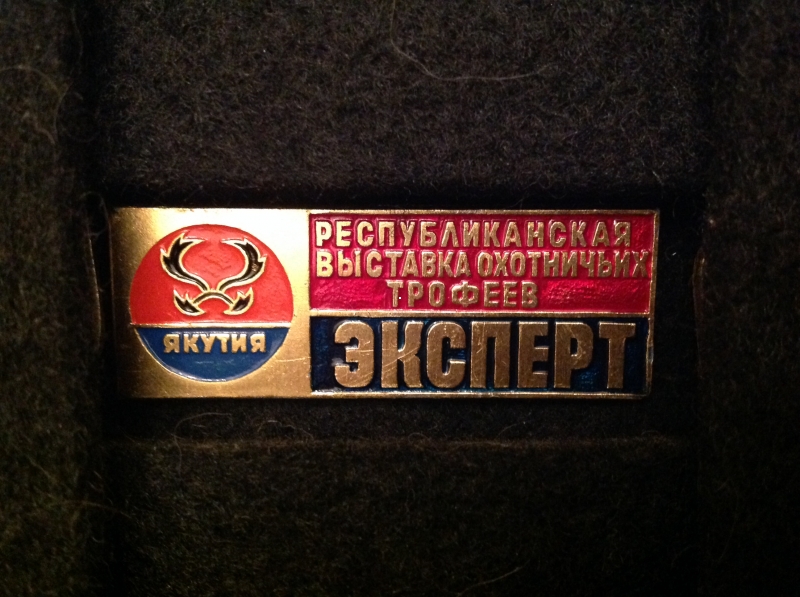 ЯКУТИЯ
РЕСПУБЛИКАНСКАЯ
ВЫСТАВКА ОХОТНИЧЬИХ
ТРОФЕЕВ
ЭКСПЕРТ